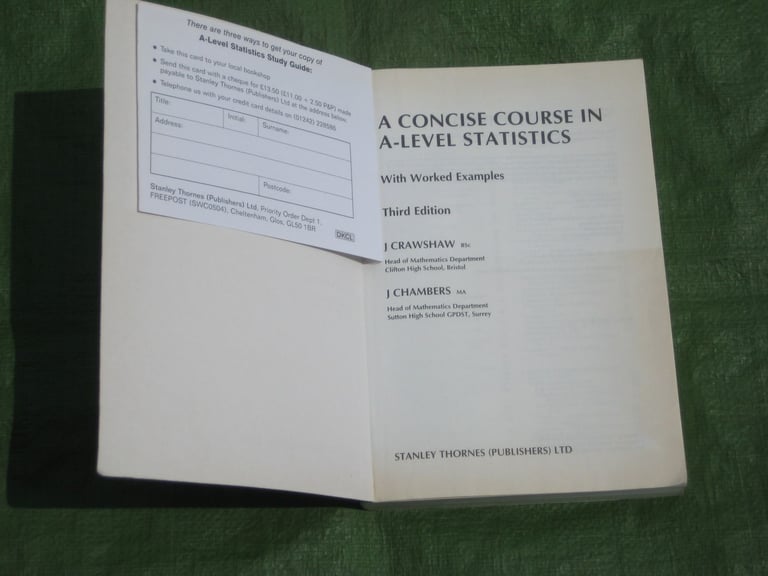 There are three ways to get your copy of
A-Level Statistics Study Guide:
• Take this card to your local bookshop
• Send this card with a cheque for £13.50 (£11.00 + 2.50 P&P) made
payable to Stanley Thornes (Publishers) Ltd at the address below.
• Telephone us with your credit card details on (01242) 228586
Title:
Initial:
Surname:
Address:
Postcode:
Stanley Thornes (Publishers) Ltd, Priority Order Dept 1,
FREEPOST (SWC0504), Cheltenham, Glos, GL50 1BR
DKCL
A CONCISE COURSE IN
A-LEVEL STATISTICS
With Worked Examples
Third Edition
J CRAWSHAW BSc
Head of Mathematics Department
Clifton High School, Bristol
J CHAMBERS MA
Head of Mathematics Department
Sutton High School GPDST, Surrey
STANLEY THORNES (PUBLISHERS) LTD